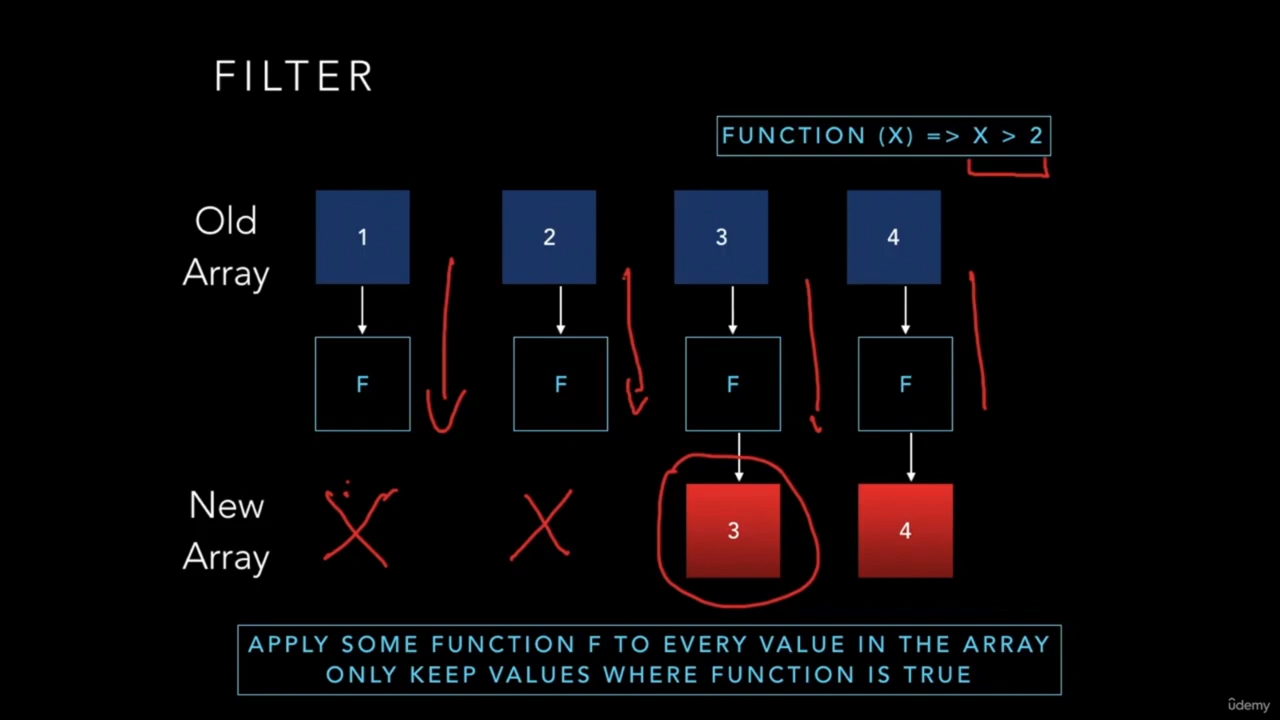 FILTER
FUNCTION (X) => X > 2
Old
Array
1
2
3
4
F
F
F
F
New
Array
X
X
3
4
APPLY SOME FUNCTION F TO EVERY VALUE IN THE ARRAY
ONLY KEEP VALUES WHERE FUNCTION IS TRUE
ûdemy